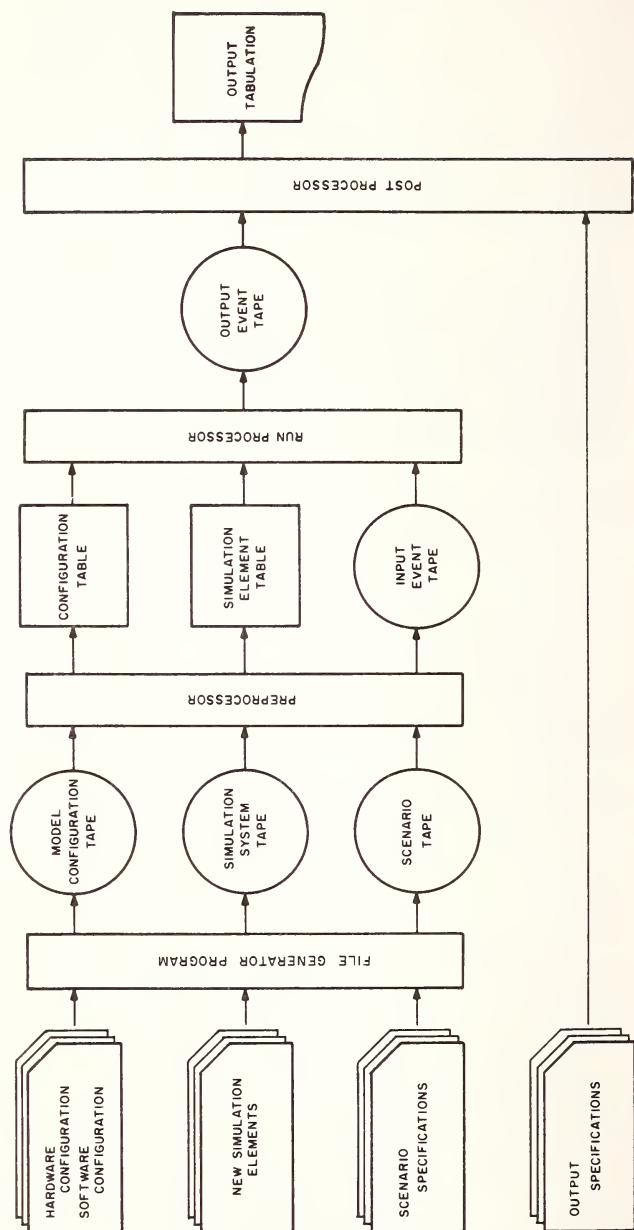 HARDWARE
CONFIGURATION
SOFTWARE
CONFIGURATION
NEW SIMULATION
ELEMENTS
SCENARIO
SPECIFICATIONS
OUTPUT
SPECIFICATIONS
FILE GENERATOR PROGRAM
MODEL
CONFIGURATION
TAPE
SIMULATION
SYSTEM
TAPE
SCENARIO
TAPE
PREPROCESSOR
CONFIGURATION
TABLE
SIMULATION
ELEMENT
TABLE
INPUT
EVENT
TAPE
RUN PROCESSOR
OUTPUT
EVENT
TAPE
POST PROCESSOR
OUTPUT
TABULATION